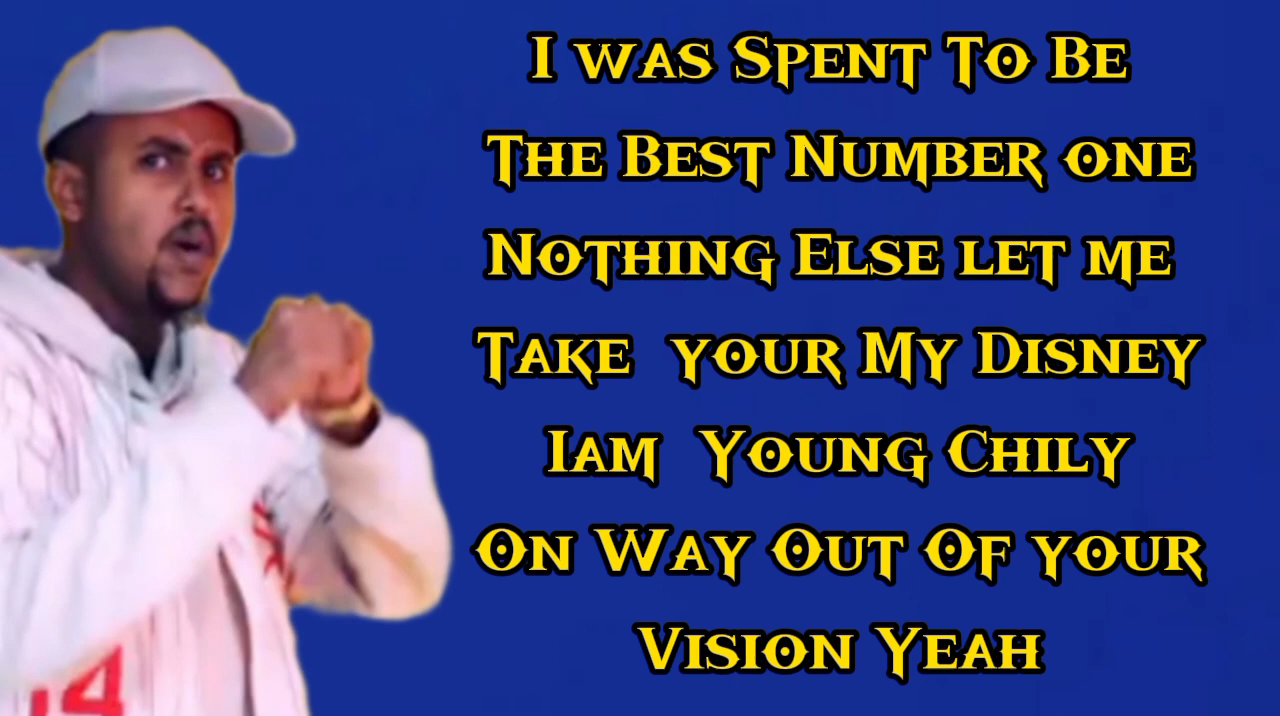 I was Spent To Be
The Best Number one
Nothing Else let me
Take your My Disney
Iam Young Chily
On Way Out Of your
Vision Yeah
14